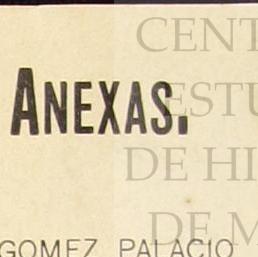 CENT
ANEXAS.
ESTU
DE HI
DE M
GOMEZ PALACIO